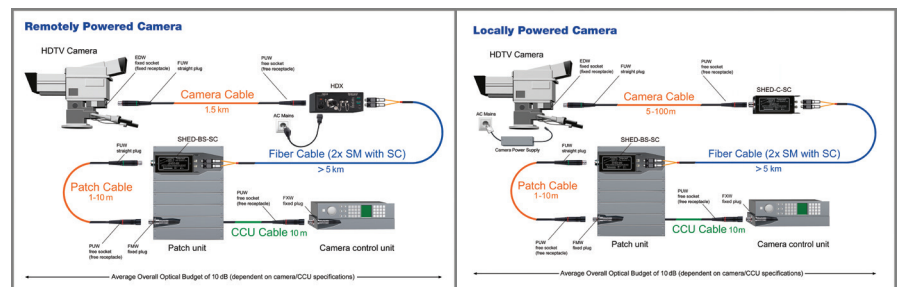 Remotely Powered Camera
HDTV Camera
EDW
fixed socket
(fixed receptacle)
FUW
straight plug
PUW
free socket
(free receptacle)
HDX
Camera Cable
1.5 km
AC Mains
SHED-BS-SC
FUW
straight plug
Fiber Cable (2x SM with SC)
> 5 km
Patch Cable
1-10 m
PUW
free socket
(free receptacle)
FXW
fixed plug
CCU Cable 10 m
PUW
free socket
(free receptacle)
FMW
fixed plug
Patch unit
Camera control unit
Average Overall Optical Budget of 10 dB (dependent on camera/CCU specifications)
Locally Powered Camera
HDTV Camera
EDW
fixed socket
(fixed receptacle)
FUW
straight plug
PUW
free socket
(free receptacle)
SHED-C-SC
Camera Cable
5-100 m
AC Mains
Camera Power Supply
SHED-BS-SC
FUW
straight plug
Fiber Cable (2x SM with SC)
> 5 km
Patch Cable
1-10 m
PUW
free socket
(free receptacle)
FXW
fixed plug
CCU Cable 10 m
PUW
free socket
(free receptacle)
FMW
fixed plug
Patch unit
Camera control unit
Average Overall Optical Budget of 10 dB (dependent on camera/CCU specifications)